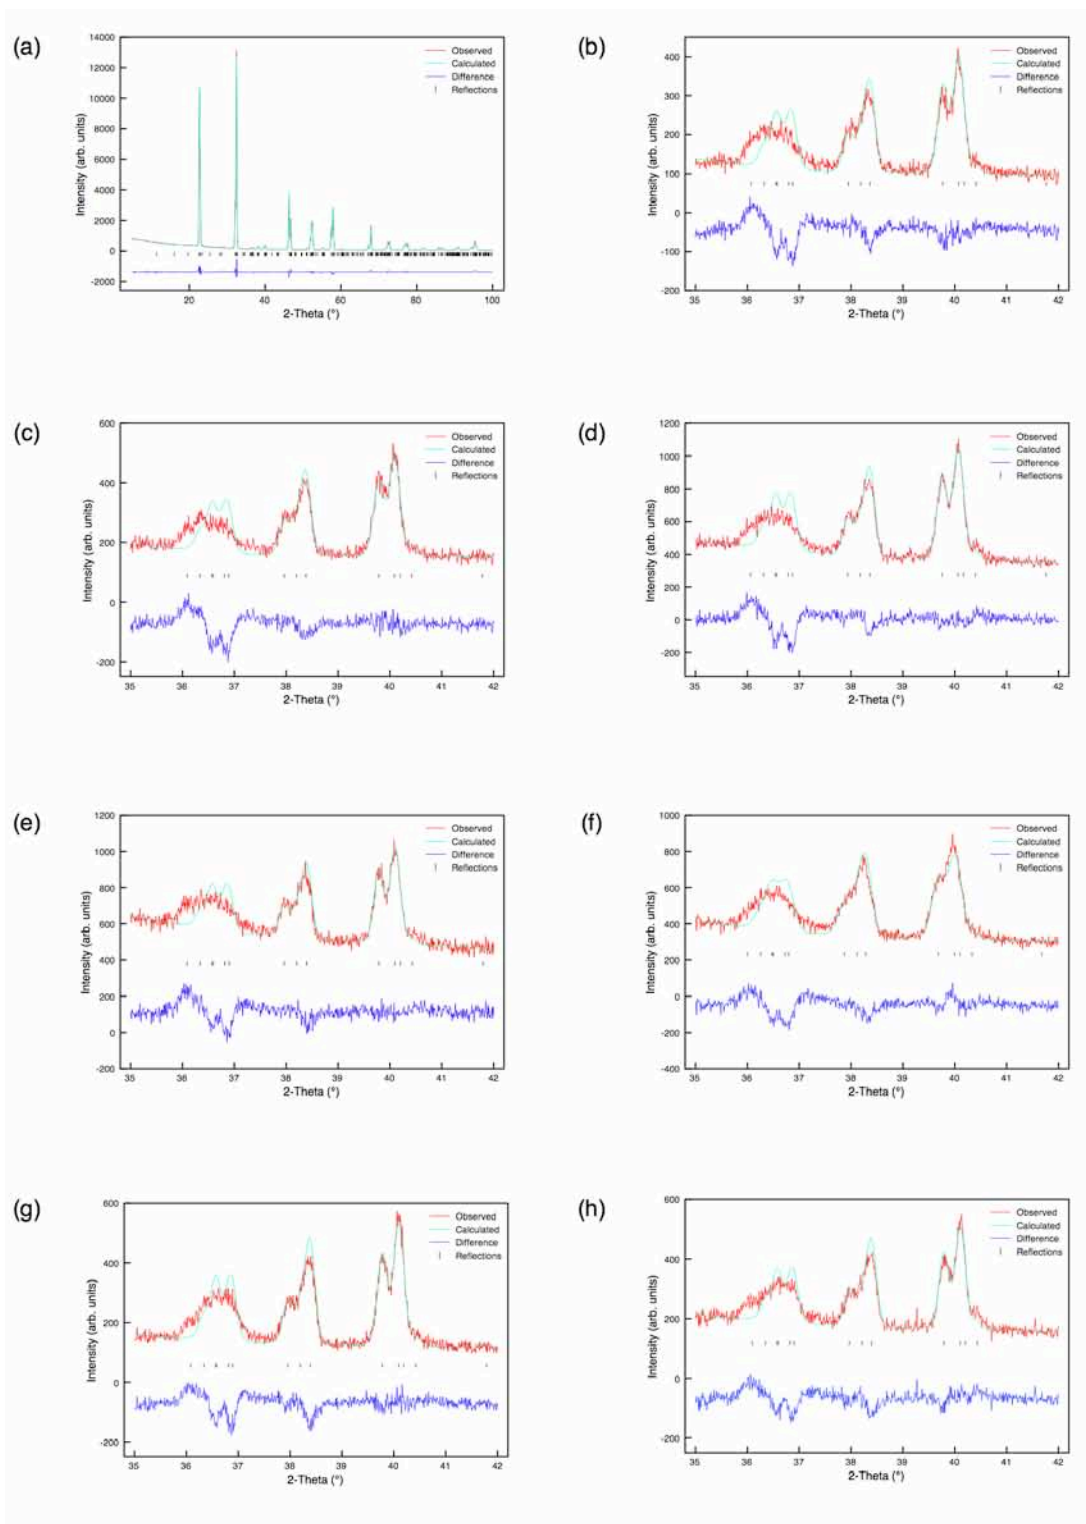 (a)
Observed
Calculated
Difference
Reflections
Intensity (arb. units)
14000
12000
10000
8000
6000
4000
2000
0
-2000
20 40 60 80 100
2-Theta (°)
(b)
Observed
Calculated
Difference
Reflections
Intensity (arb. units)
400
300
200
100
0
-100
-200
35 36 37 38 39 40 41 42
2-Theta (°)
(c)
Observed
Calculated
Difference
Reflections
Intensity (arb. units)
600
400
200
0
-200
35 36 37 38 39 40 41 42
2-Theta (°)
(d)
Observed
Calculated
Difference
Reflections
Intensity (arb. units)
1200
1000
800
600
400
200
0
-200
35 36 37 38 39 40 41 42
2-Theta (°)
(e)
Observed
Calculated
Difference
Reflections
Intensity (arb. units)
1200
1000
800
600
400
200
0
-200
35 36 37 38 39 40 41 42
2-Theta (°)
(f)
Observed
Calculated
Difference
Reflections
Intensity (arb. units)
1000
800
600
400
200
0
-200
-400
35 36 37 38 39 40 41 42
2-Theta (°)
(g)
Observed
Calculated
Difference
Reflections
Intensity (arb. units)
600
400
200
0
-200
35 36 37 38 39 40 41 42
2-Theta (°)
(h)
Observed
Calculated
Difference
Reflections
Intensity (arb. units)
600
400
200
0
-200
35 36 37 38 39 40 41 42
2-Theta (°)